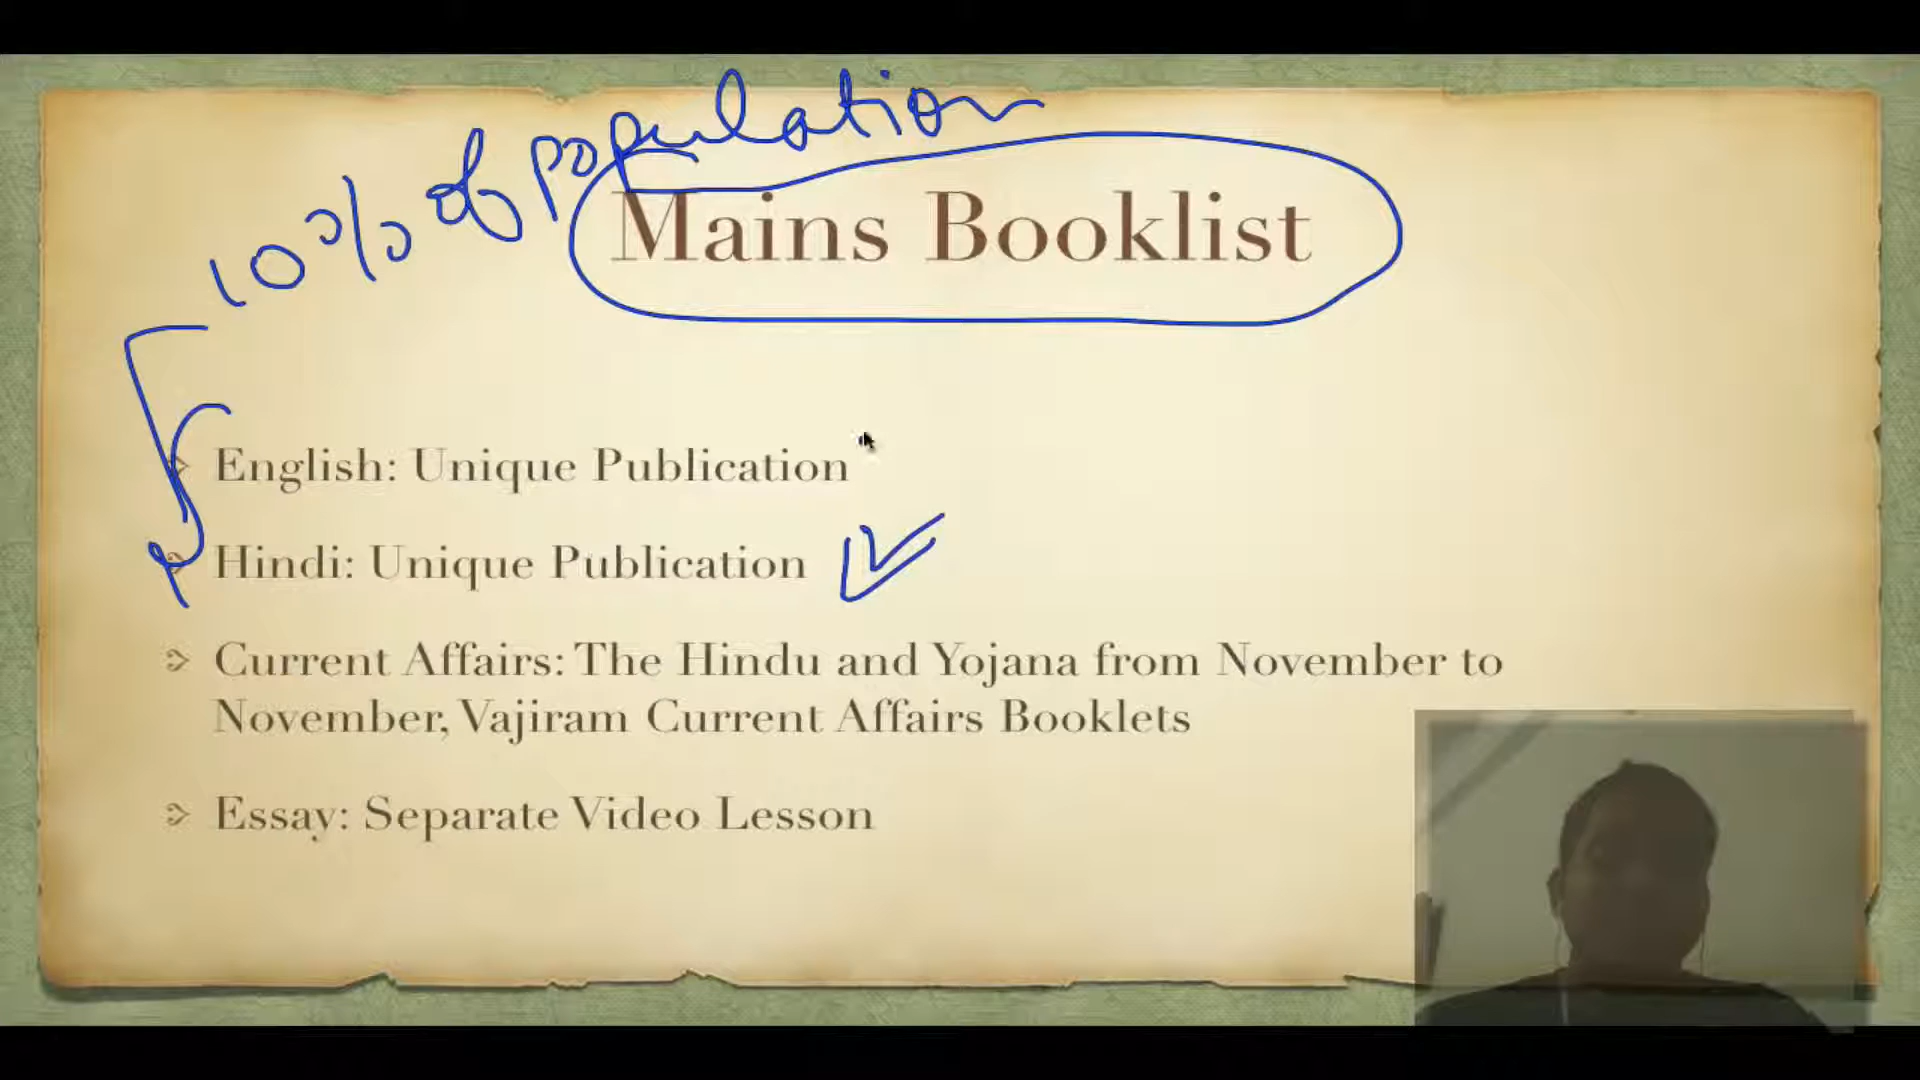 10% of population
Mains Booklist
English: Unique Publication
Hindi: Unique Publication
Current Affairs: The Hindu and Yojana from November to
November, Vajiram Current Affairs Booklets
Essay: Separate Video Lesson